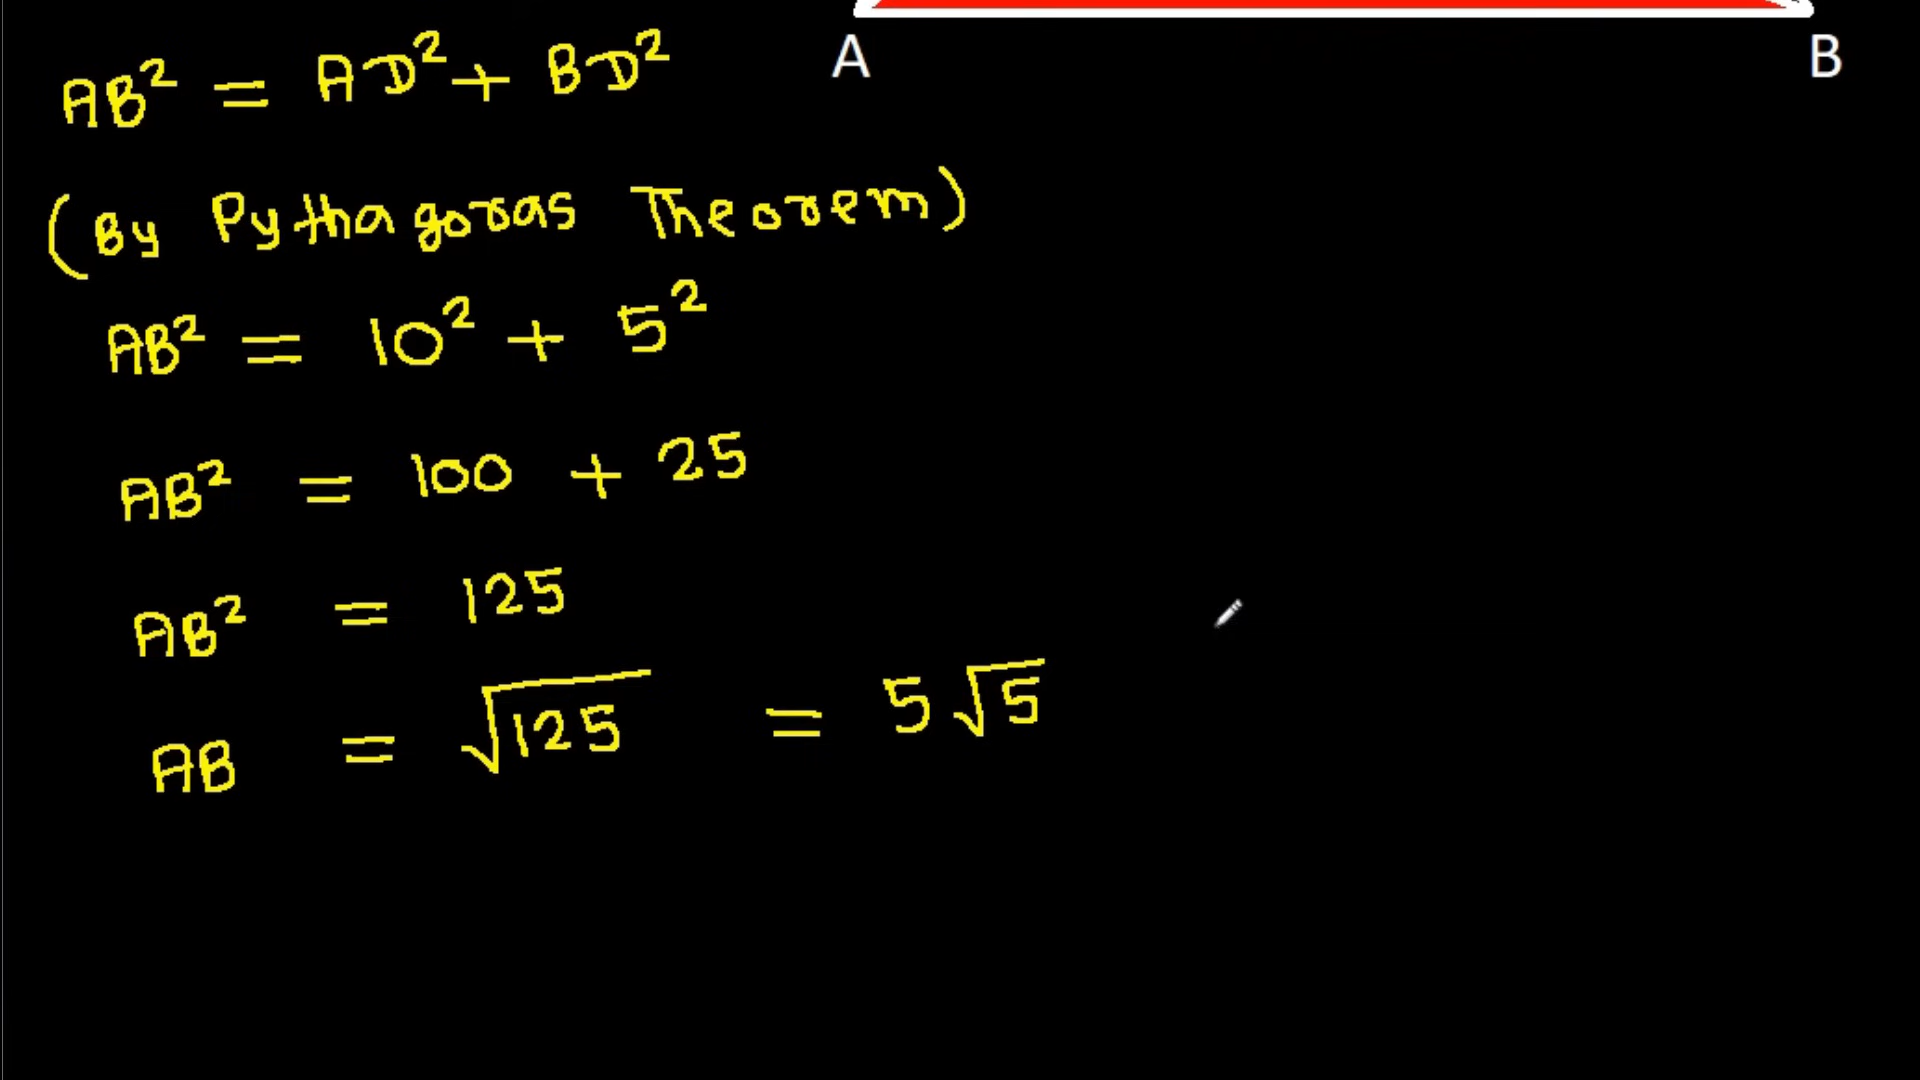 AB² = AD² + BD²
A
B
(By Pythagoras Theorem)
AB² = 10² + 5²
AB² = 100 + 25
AB² = 125
AB = √125 = 5√5